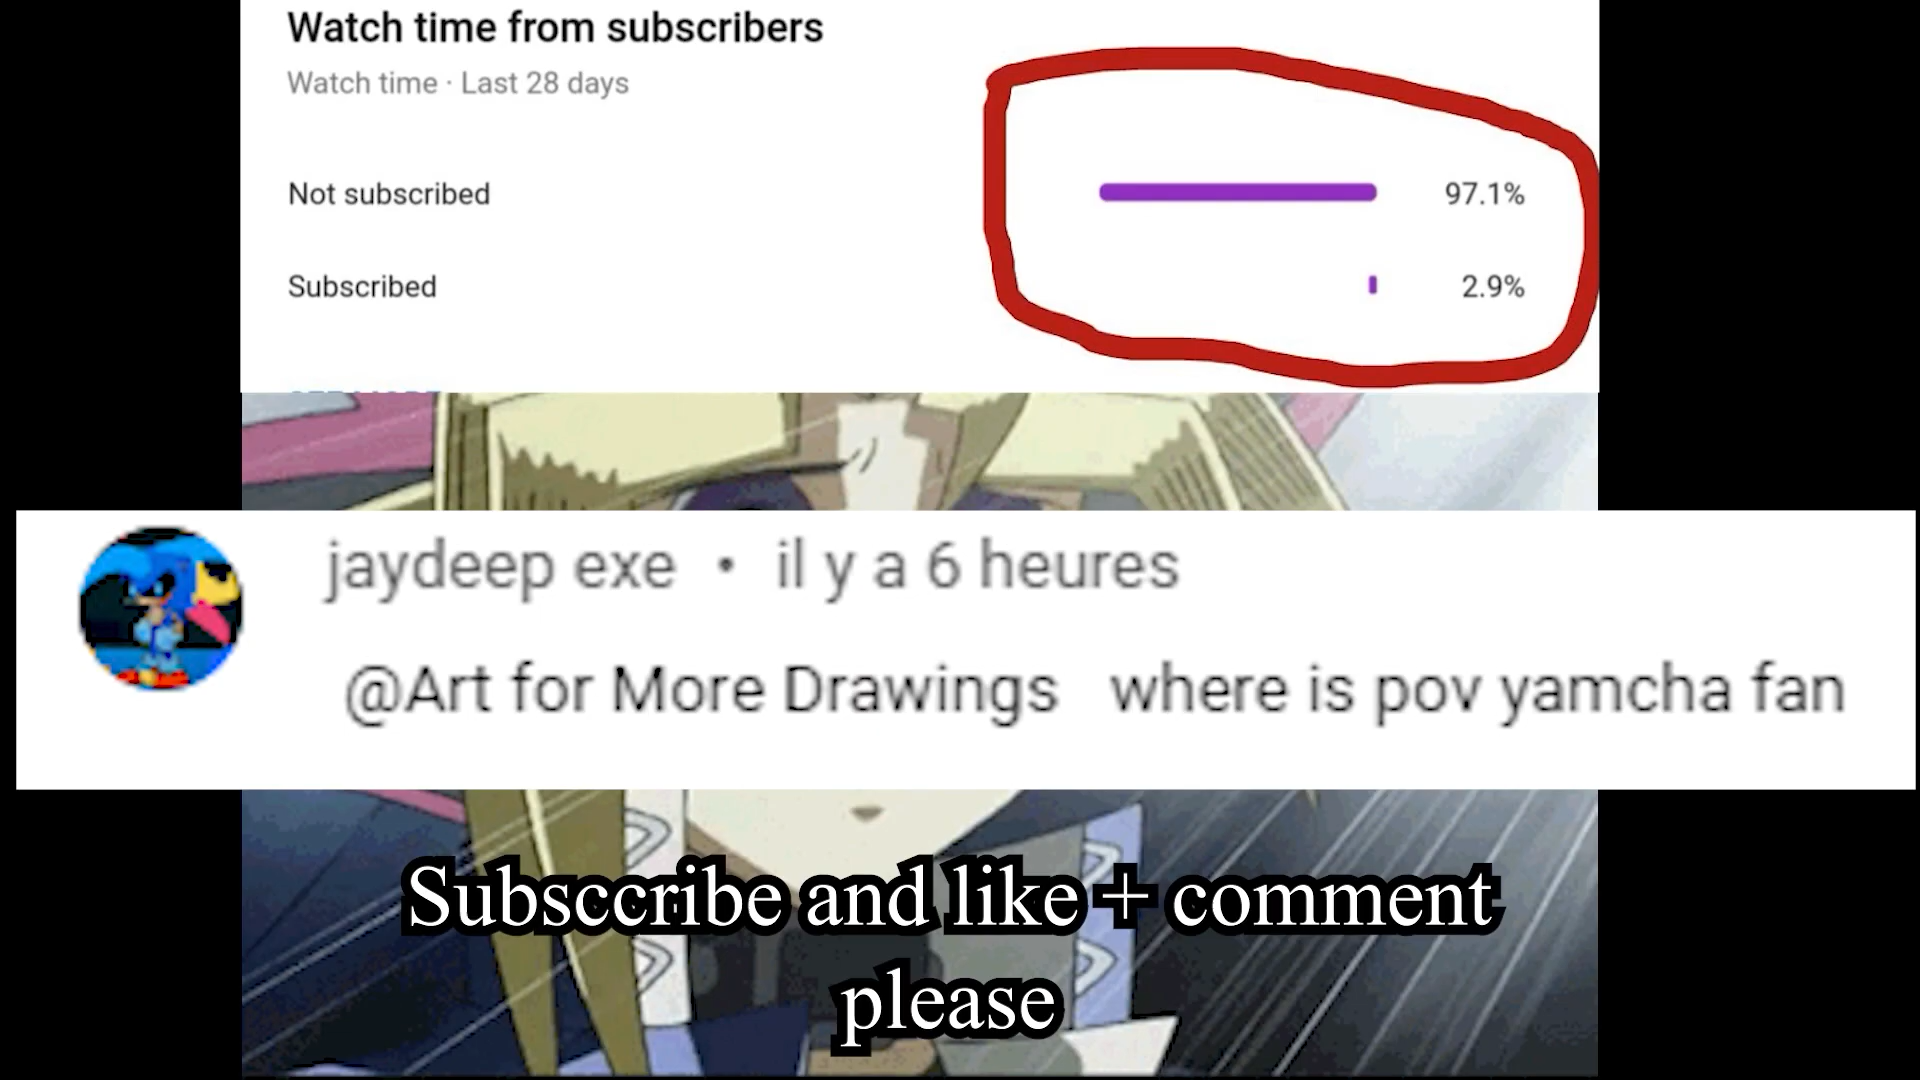 Watch time from subscribers
Watch time · Last 28 days
Not subscribed 97.1%
Subscribed 2.9%
jaydeep exe • il y a 6 heures
@Art for More Drawings where is pov yamcha fan
Subsccribe and like + comment
please